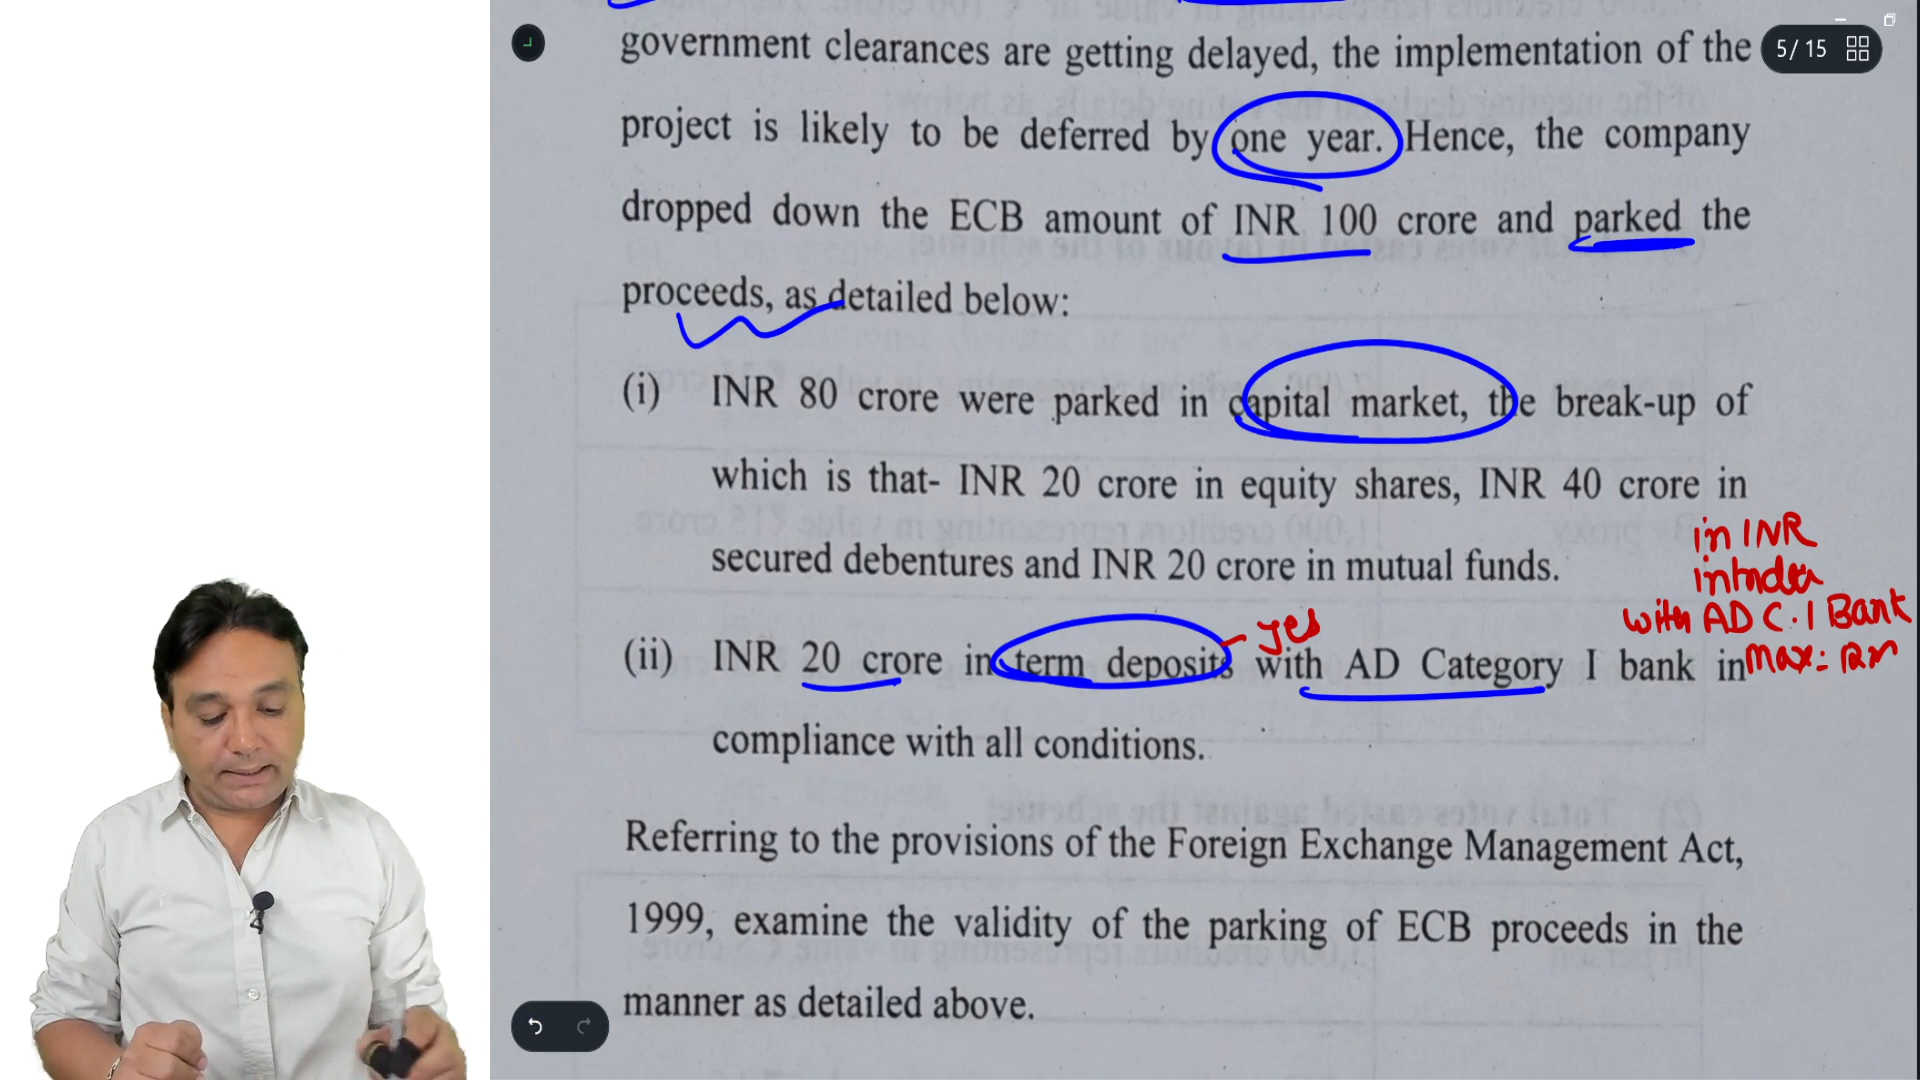 5/ 15
government clearances are getting delayed, the implementation of the
project is likely to be deferred by one year. Hence, the company
dropped down the ECB amount of INR 100 crore and parked the
proceeds, as detailed below:
(i) INR 80 crore were parked in capital market, the break-up of
which is that- INR 20 crore in equity shares, INR 40 crore in
secured debentures and INR 20 crore in mutual funds.
in INR
with AD C.I Bank
yes
(ii) INR 20 crore in term deposits with AD Category I bank in
max:
compliance with all conditions.
Referring to the provisions of the Foreign Exchange Management Act,
1999, examine the validity of the parking of ECB proceeds in the
manner as detailed above.